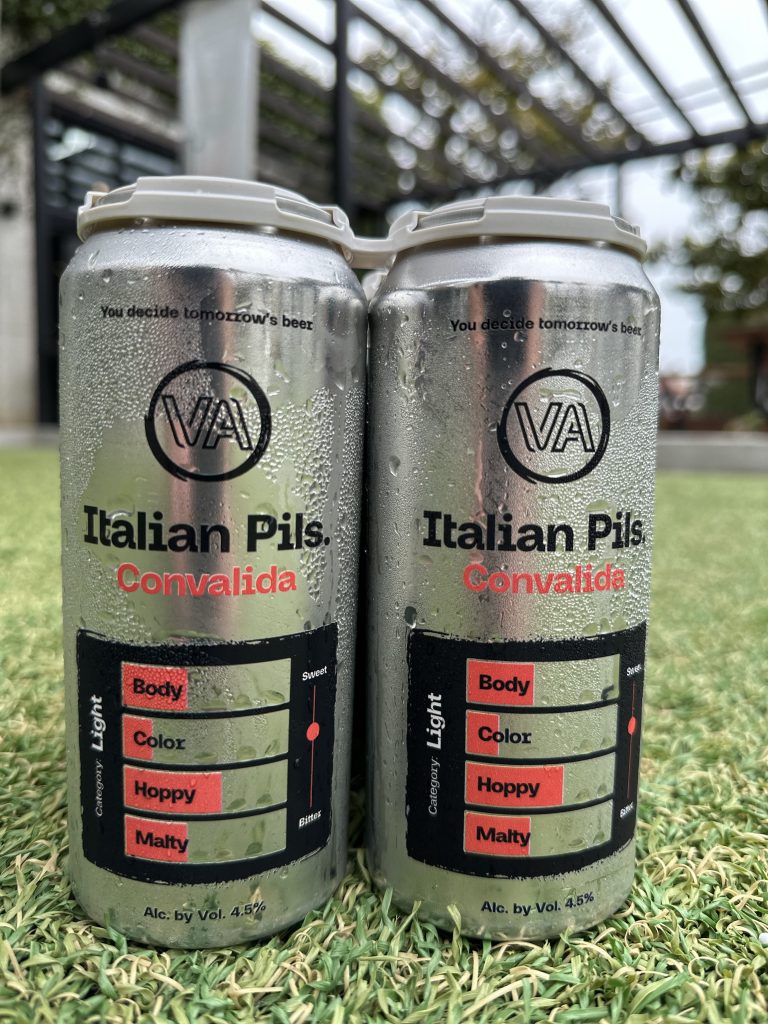 You decide tomorrow's beer
VA
Italian Pils.
Convalida
Category: Light
Body
Color
Hoppy
Malty
Sweet
Bitter
Alc. by Vol. 4.5%
You decide tomorrow's beer
VA
Italian Pils.
Convalida
Category: Light
Body
Color
Hoppy
Malty
Sweet
Bitter
Alc. by Vol. 4.5%